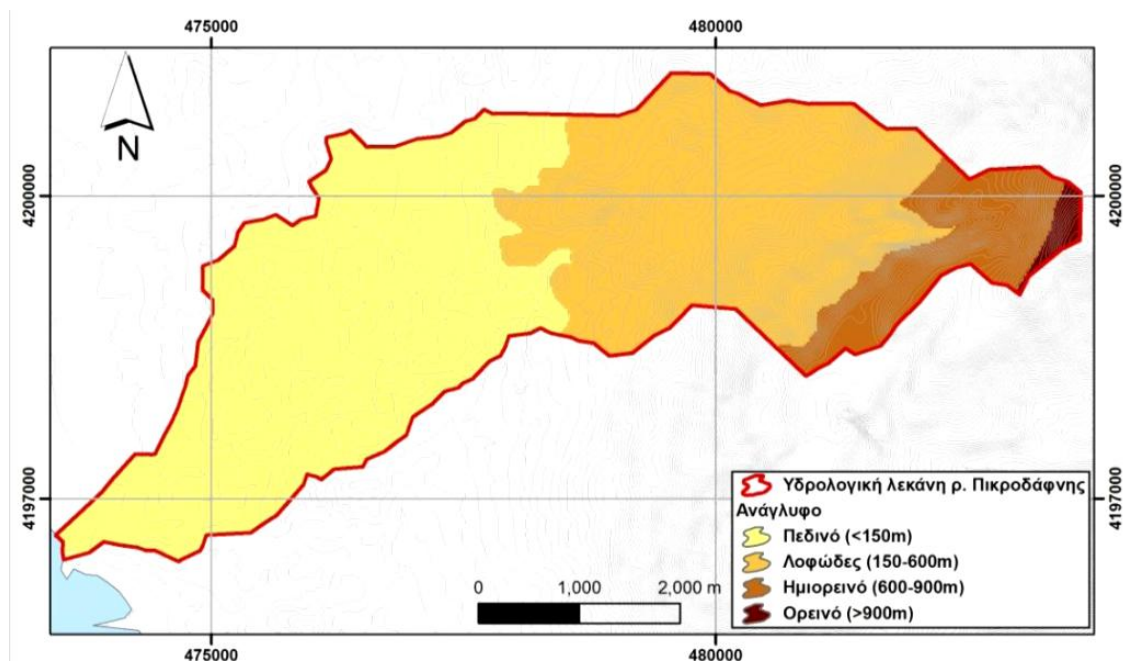 475000 480000
4200000 4200000
N
4197000 4197000
Υδρολογική λεκάνη ρ. Πικροδάφνης
Ανάγλυφο
Πεδινό (<150m)
Λοφώδες (150-600m)
Ημιορεινό (600-900m)
Ορεινό (>900m)
0 1,000 2,000 m
475000 480000